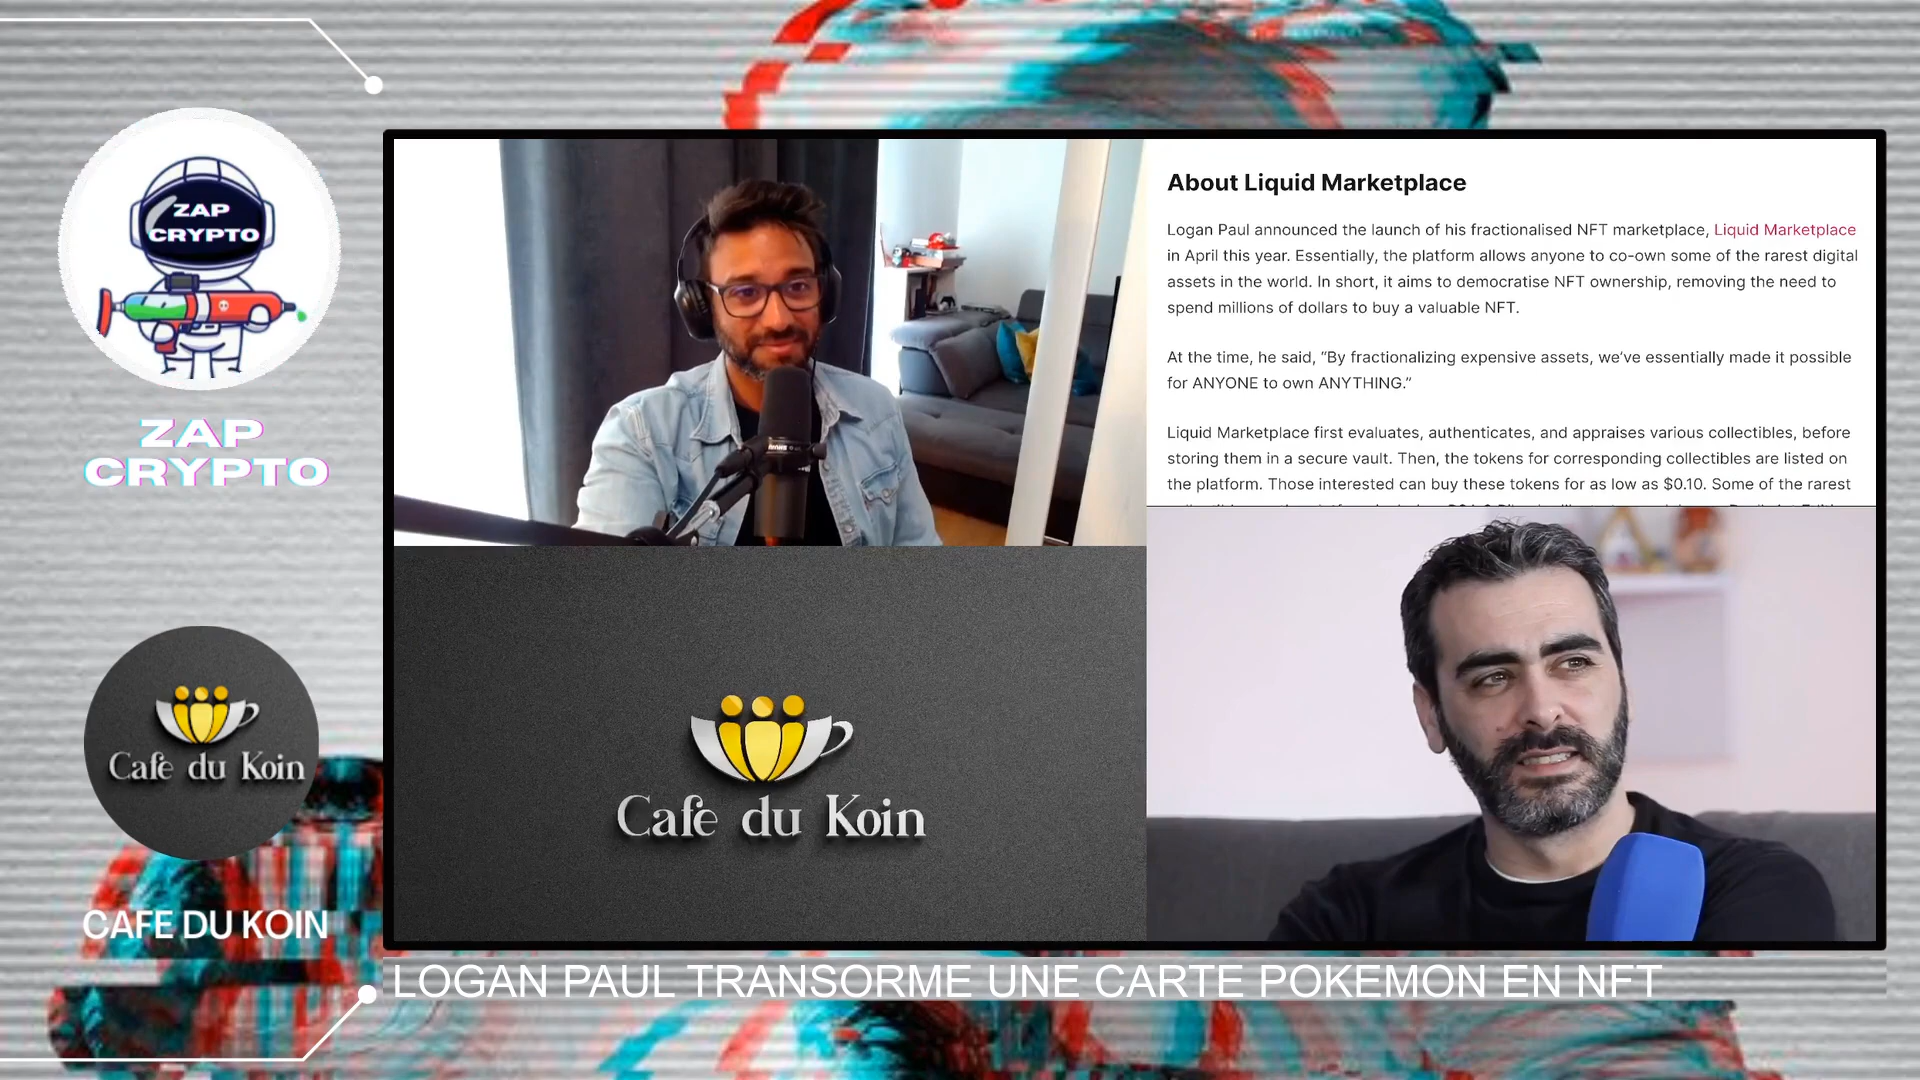 ZAP
CRYPTO
ZAP
CRYPTO
Cafe du Koin
CAFE DU KOIN
About Liquid Marketplace
Logan Paul announced the launch of his fractionalised NFT marketplace, Liquid Marketplace
in April this year. Essentially, the platform allows anyone to co-own some of the rarest digital
assets in the world. In short, it aims to democratise NFT ownership, removing the need to
spend millions of dollars to buy a valuable NFT.
At the time, he said, “By fractionalizing expensive assets, we’ve essentially made it possible
for ANYONE to own ANYTHING.”
Liquid Marketplace first evaluates, authenticates, and appraises various collectibles, before
storing them in a secure vault. Then, the tokens for corresponding collectibles are listed on
the platform. Those interested can buy these tokens for as low as $0.10. Some of the rarest
Cafe du Koin
LOGAN PAUL TRANSORME UNE CARTE POKEMON EN NFT